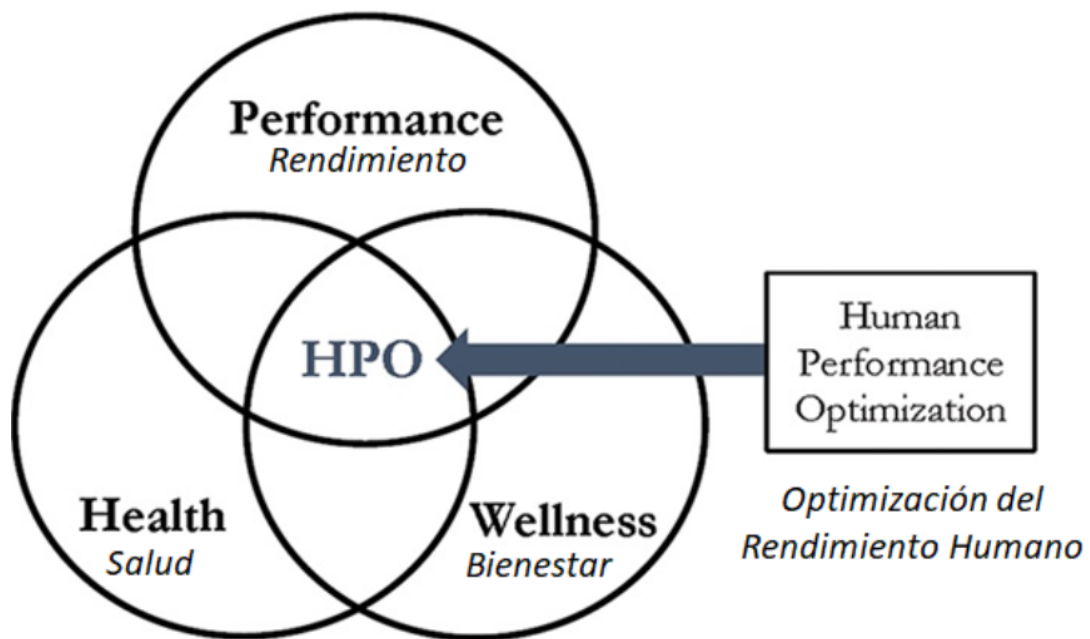 Performance
Rendimiento
HPO
Human
Performance
Optimization
Health
Salud
Wellness
Bienestar
Optimización del
Rendimiento Humano